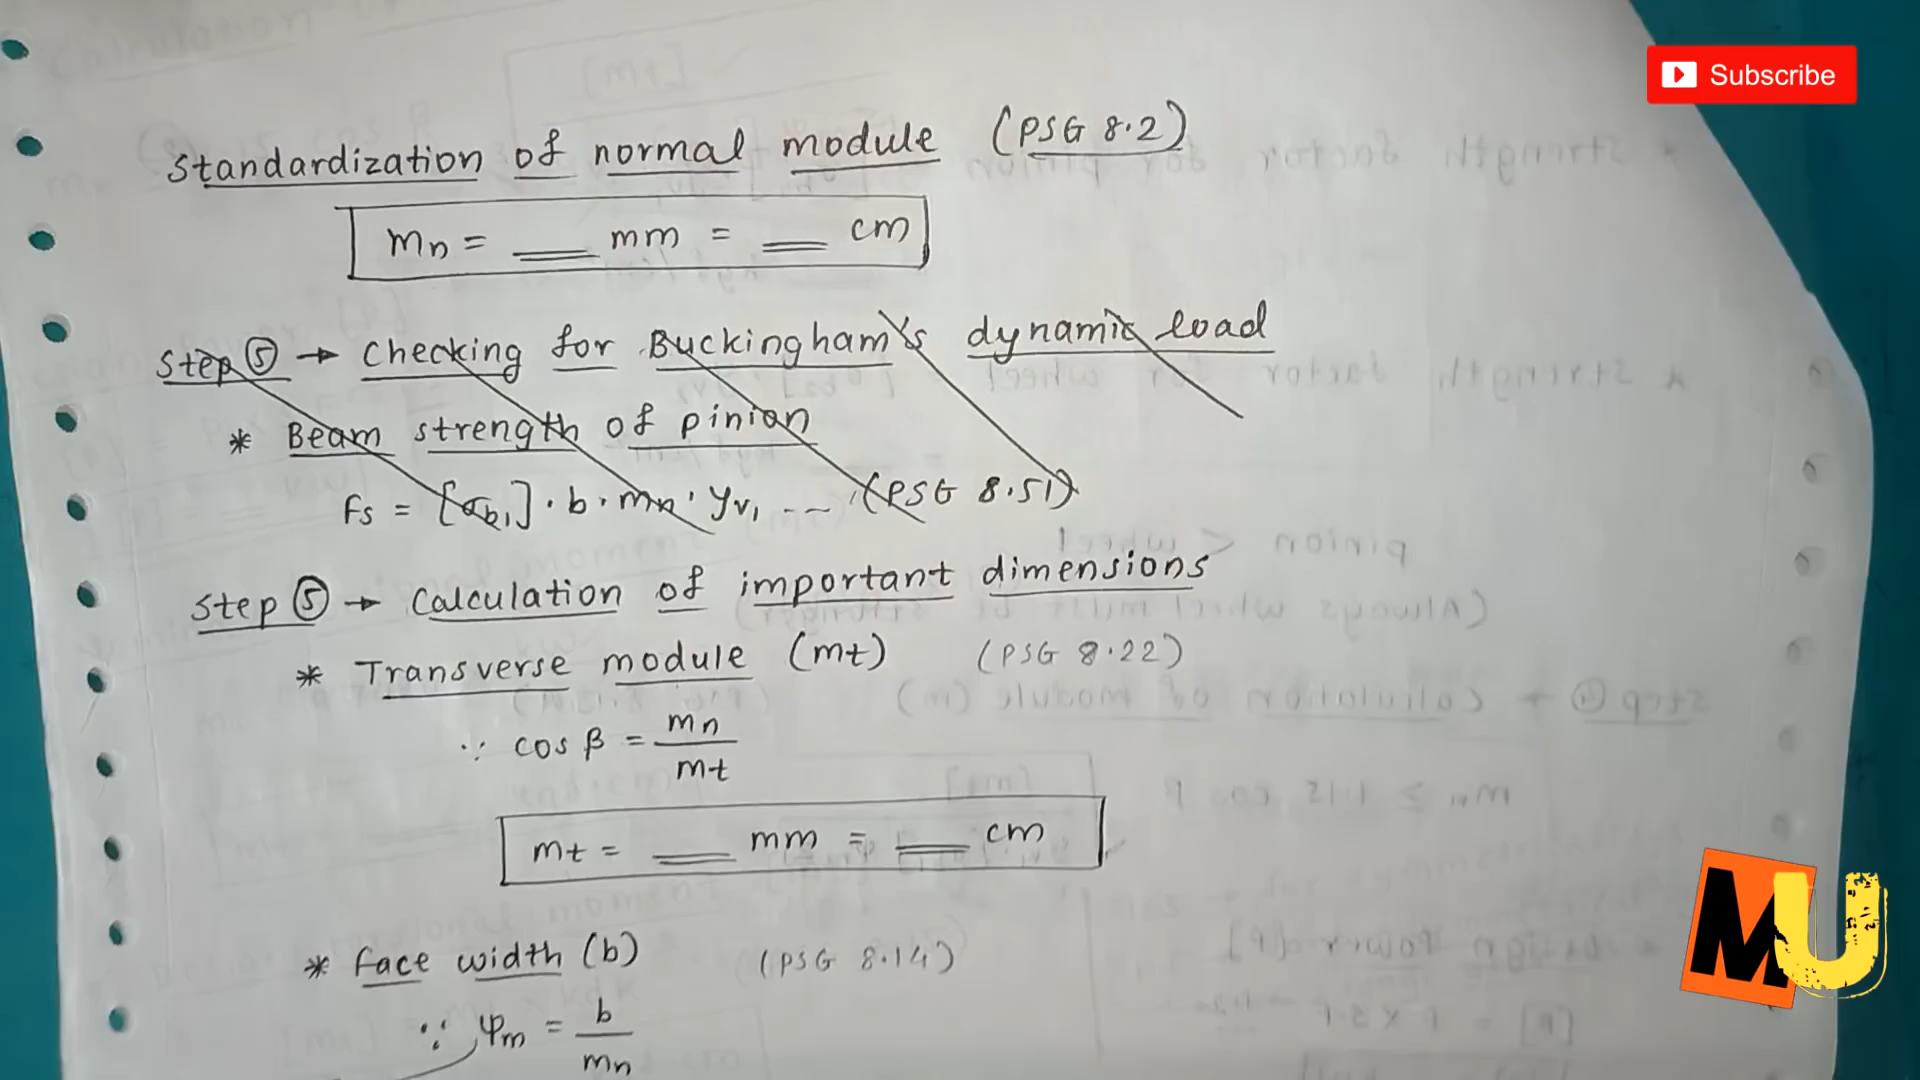 Subscribe
Standardization of normal module (PSG 8.2)
mn = ___ mm = ___ cm
Step ⑤ → Checking for Buckingham's dynamic load
* Beam strength of pinion
Fs = [σb1] · b · mn · Yv1 --- (PSG 8.51)
Step ⑤ → Calculation of important dimensions
* Transverse module (mt) (PSG 8.22)
∵ cos β = mn / mt
mt = ___ mm = ___ cm
* face width (b) (PSG 8.14)
∵ φm = b / mn
MU